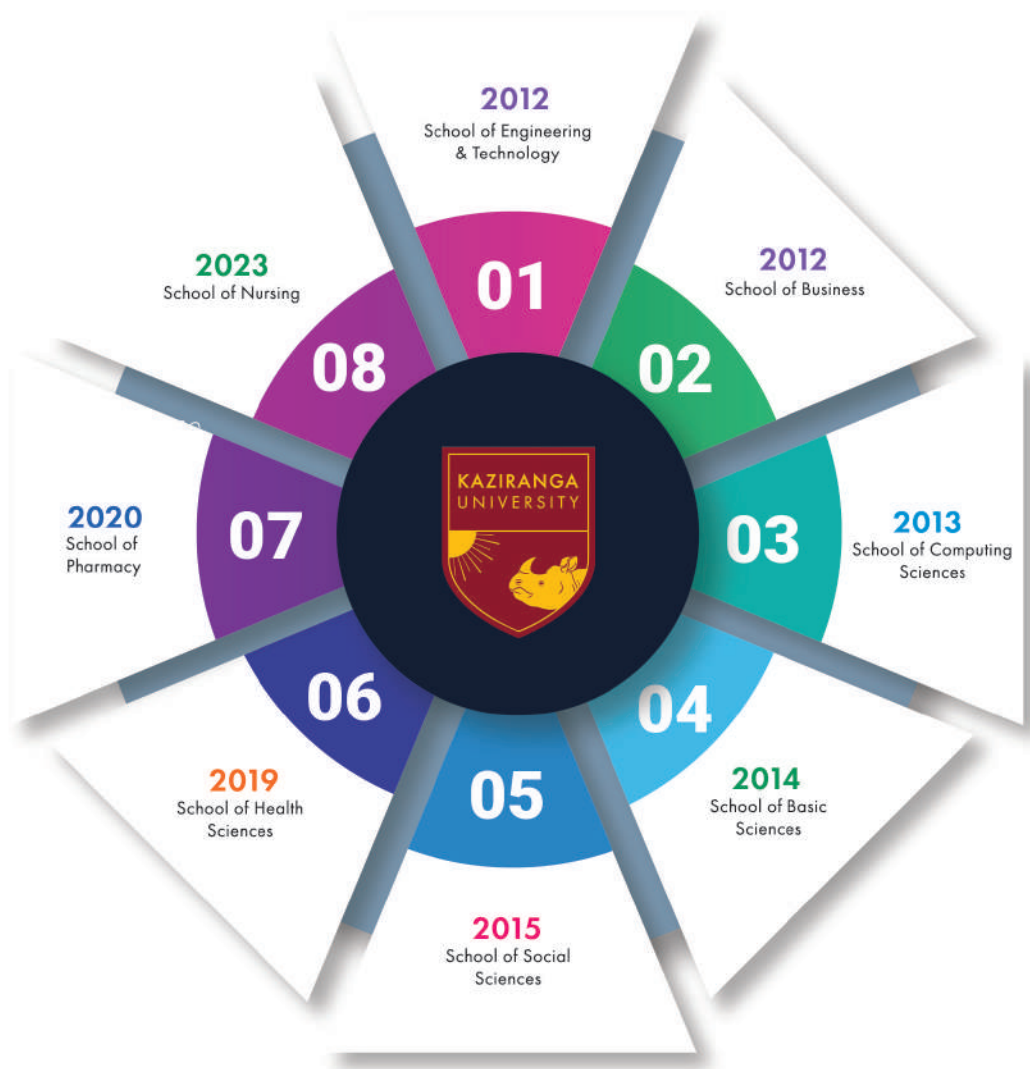 2012
School of Engineering
& Technology
01
2012
School of Business
02
2013
School of Computing
Sciences
03
2014
School of Basic
Sciences
04
2015
School of Social
Sciences
05
2019
School of Health
Sciences
06
2020
School of
Pharmacy
07
2023
School of Nursing
08
KAZIRANGA
UNIVERSITY